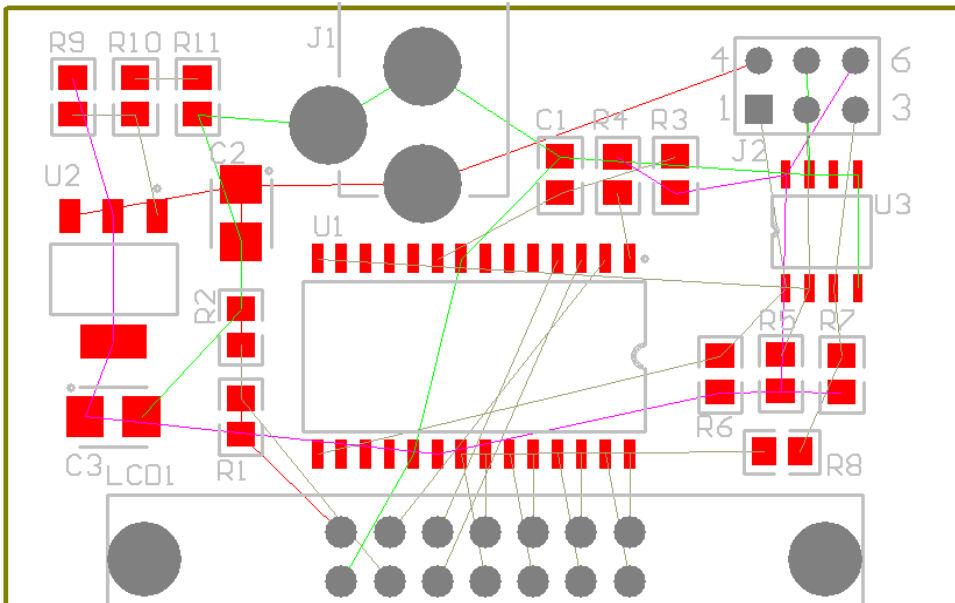 R9 R10 R11
J1
4 6
1 3
C1 R4 R3
J2
C2
U2
U3
U1
R2
R5 R7
R6
C3
LCD1
R1
R8